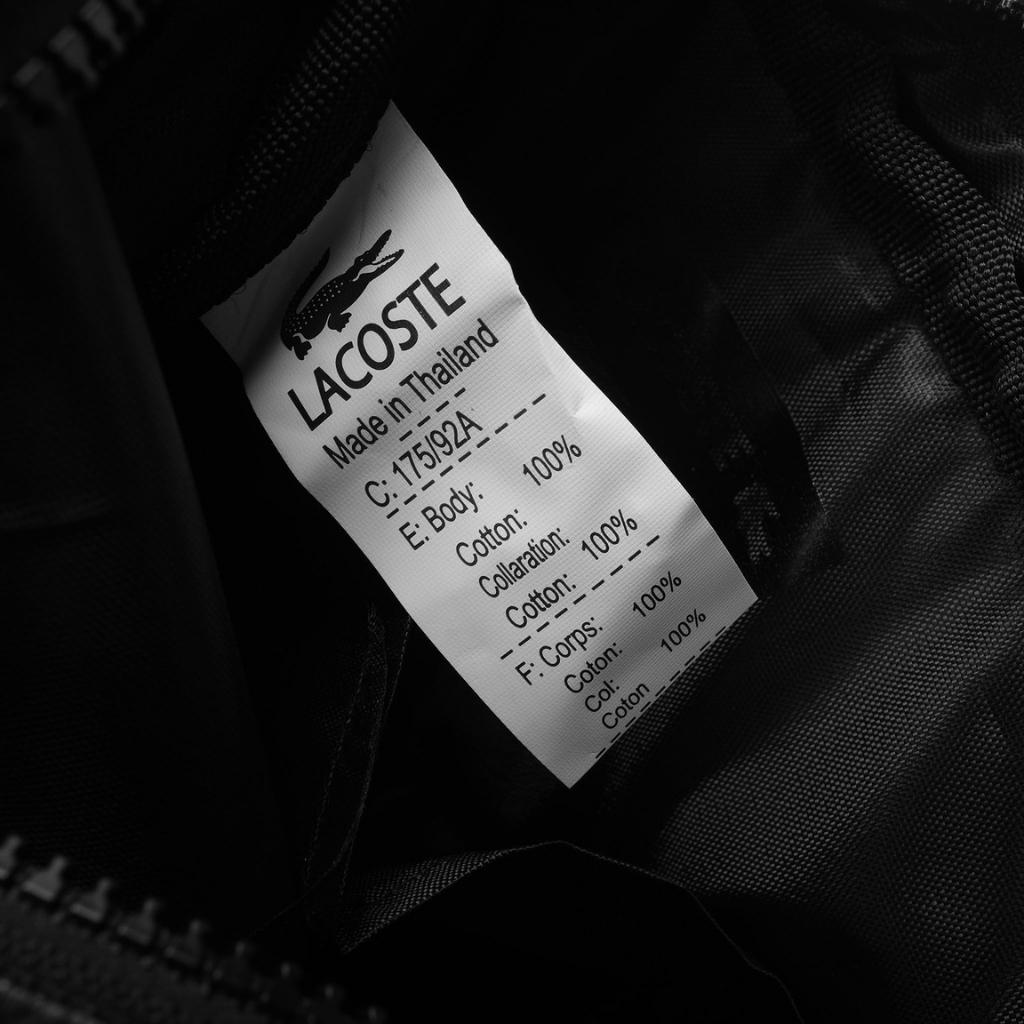 LACOSTE
Made in Thailand
C: 175/92A
E: Body: 100%
Cotton:
Collaration:
Cotton: 100%
F: Corps: 100%
Coton:
Col: 100%
Coton